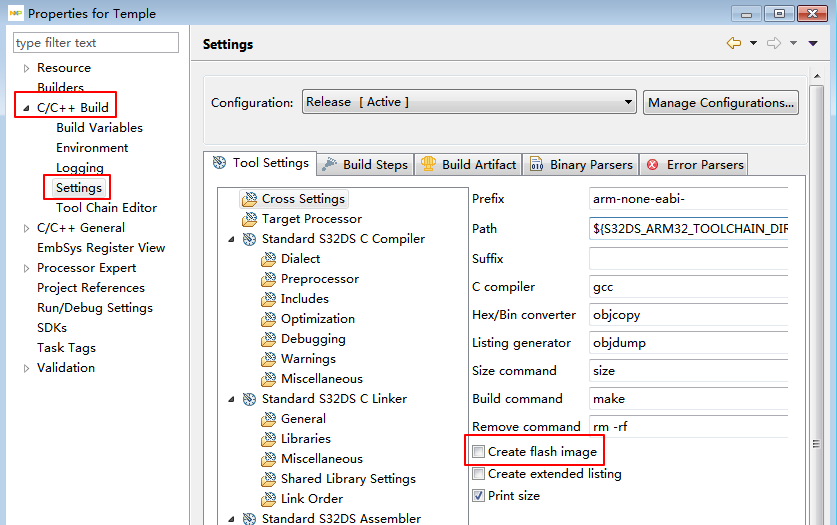 Properties for Temple
type filter text
Resource
Builders
C/C++ Build
Build Variables
Environment
Logging
Settings
Tool Chain Editor
C/C++ General
EmbSys Register View
Processor Expert
Project References
Run/Debug Settings
SDKs
Task Tags
Validation
Settings
Configuration: Release [ Active ] Manage Configurations...
Tool Settings Build Steps Build Artifact Binary Parsers Error Parsers
Cross Settings
Target Processor
Standard S32DS C Compiler
Dialect
Preprocessor
Includes
Optimization
Debugging
Warnings
Miscellaneous
Standard S32DS C Linker
General
Libraries
Miscellaneous
Shared Library Settings
Link Order
Standard S32DS Assembler
Prefix arm-none-eabi-
Path ${S32DS_ARM32_TOOLCHAIN_DIR
Suffix
C compiler gcc
Hex/Bin converter objcopy
Listing generator objdump
Size command size
Build command make
Remove command rm -rf
Create flash image
Create extended listing
Print size